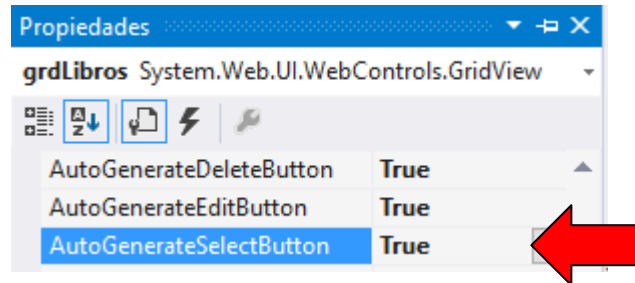 Propiedades
grdLibros System.Web.UI.WebControls.GridView
AutoGenerateDeleteButton True
AutoGenerateEditButton True
AutoGenerateSelectButton True